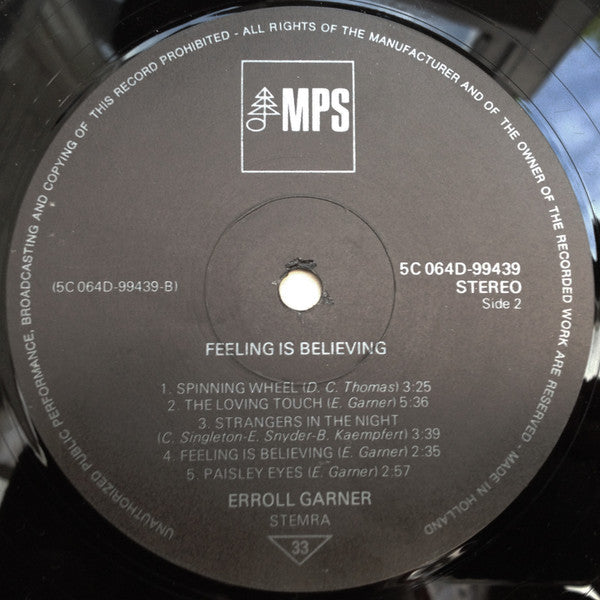 UNAUTHORIZED PUBLIC PERFORMANCE, BROADCASTING AND COPYING OF THIS RECORD PROHIBITED - ALL RIGHTS OF THE MANUFACTURER AND OF THE OWNER OF THE RECORDED WORK ARE RESERVED - MADE IN HOLLAND
MPS
(5C 064D-99439-B)
5C 064D-99439
STEREO
Side 2
FEELING IS BELIEVING
1. SPINNING WHEEL (D. C. Thomas) 3:25
2. THE LOVING TOUCH (E. Garner) 5:36
3. STRANGERS IN THE NIGHT
(C. Singleton-E. Snyder-B. Kaempfert) 3:39
4. FEELING IS BELIEVING (E. Garner) 2:35
5. PAISLEY EYES (E. Garner) 2:57
ERROLL GARNER
STEMRA
33